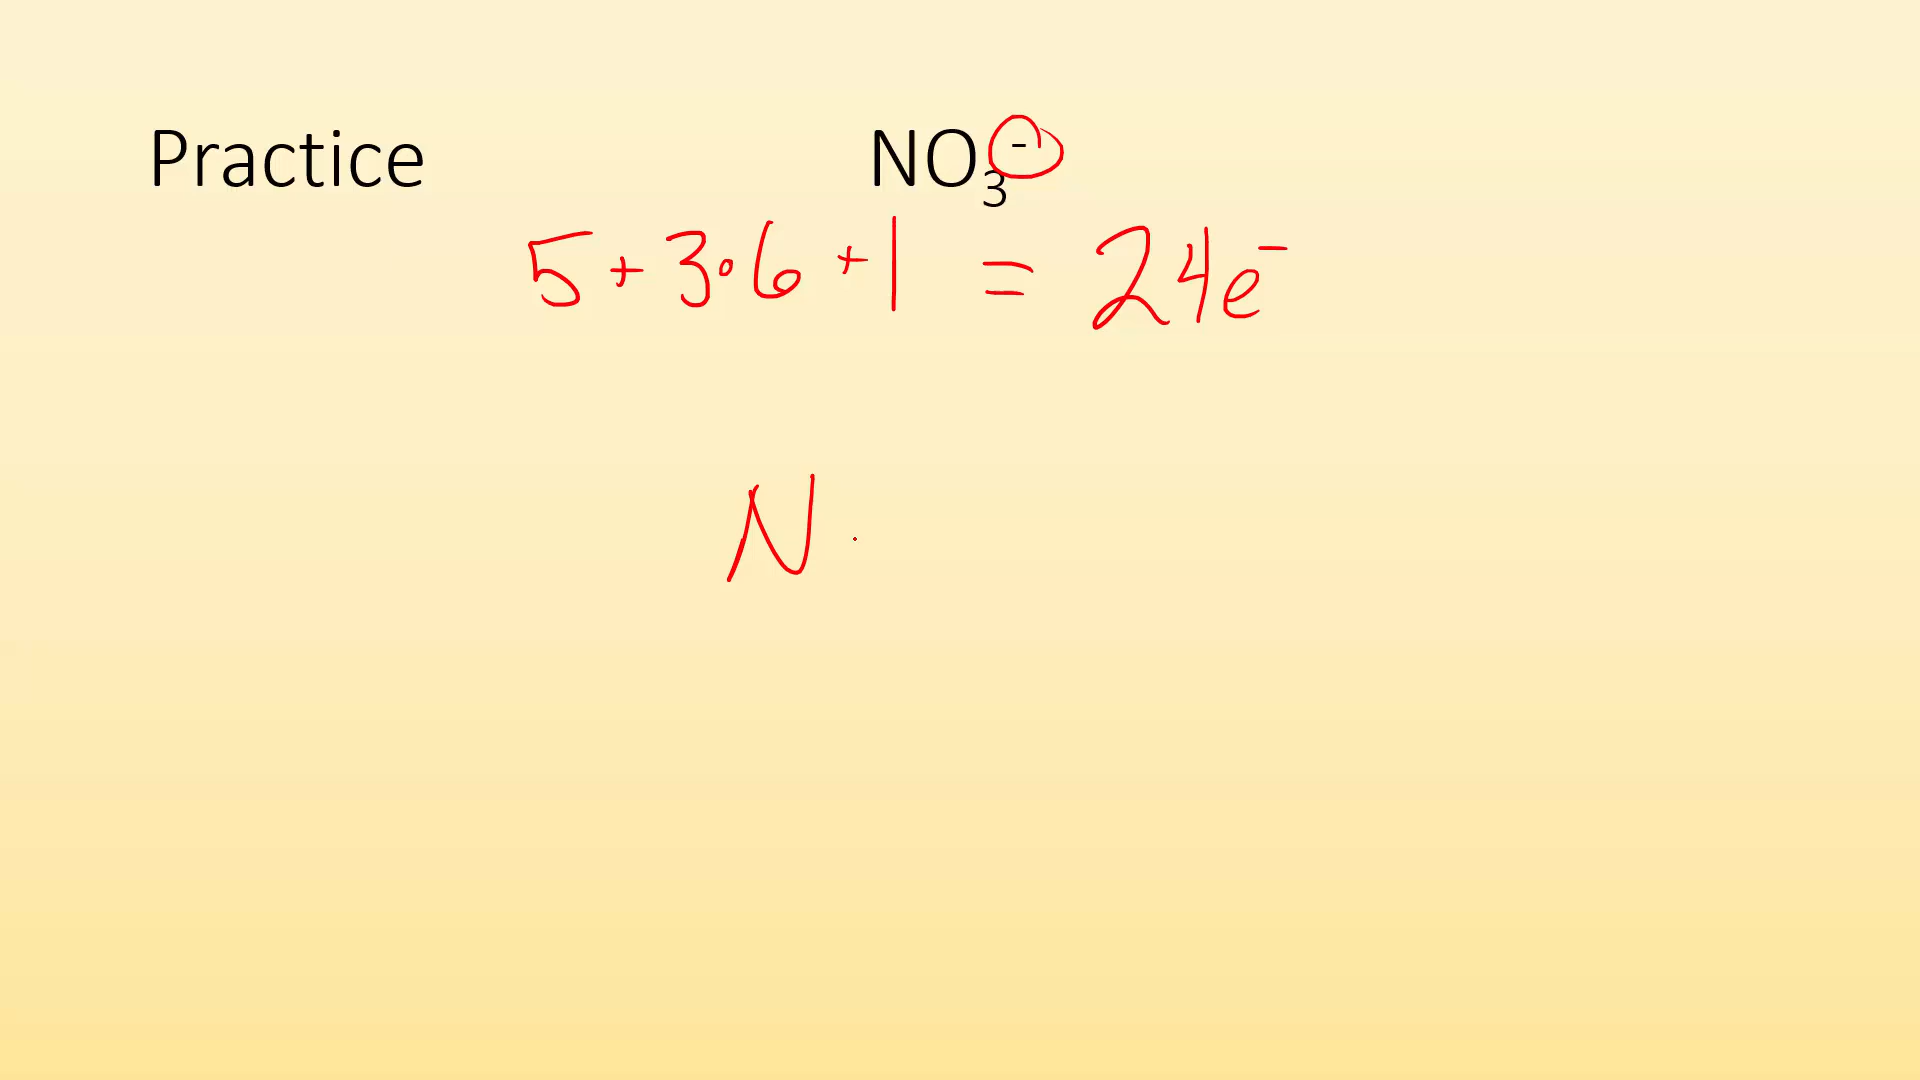 Practice NO₃⁻
5 + 3·6 + 1 = 24e⁻
N